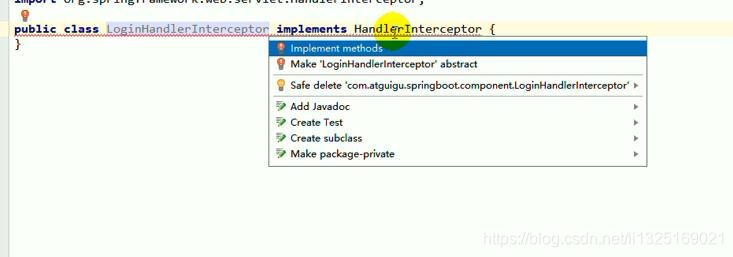 import org.springframework.web.servlet.HandlerInterceptor;
public class LoginHandlerInterceptor implements HandlerInterceptor {
}
Implement methods
Make 'LoginHandlerInterceptor' abstract
Safe delete 'com.atguigu.springboot.component.LoginHandlerInterceptor'
Add Javadoc
Create Test
Create subclass
Make package-private
https://blog.csdn.net/li1325169021